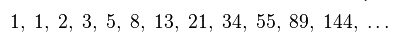 1, 1, 2, 3, 5, 8, 13, 21, 34, 55, 89, 144, ...